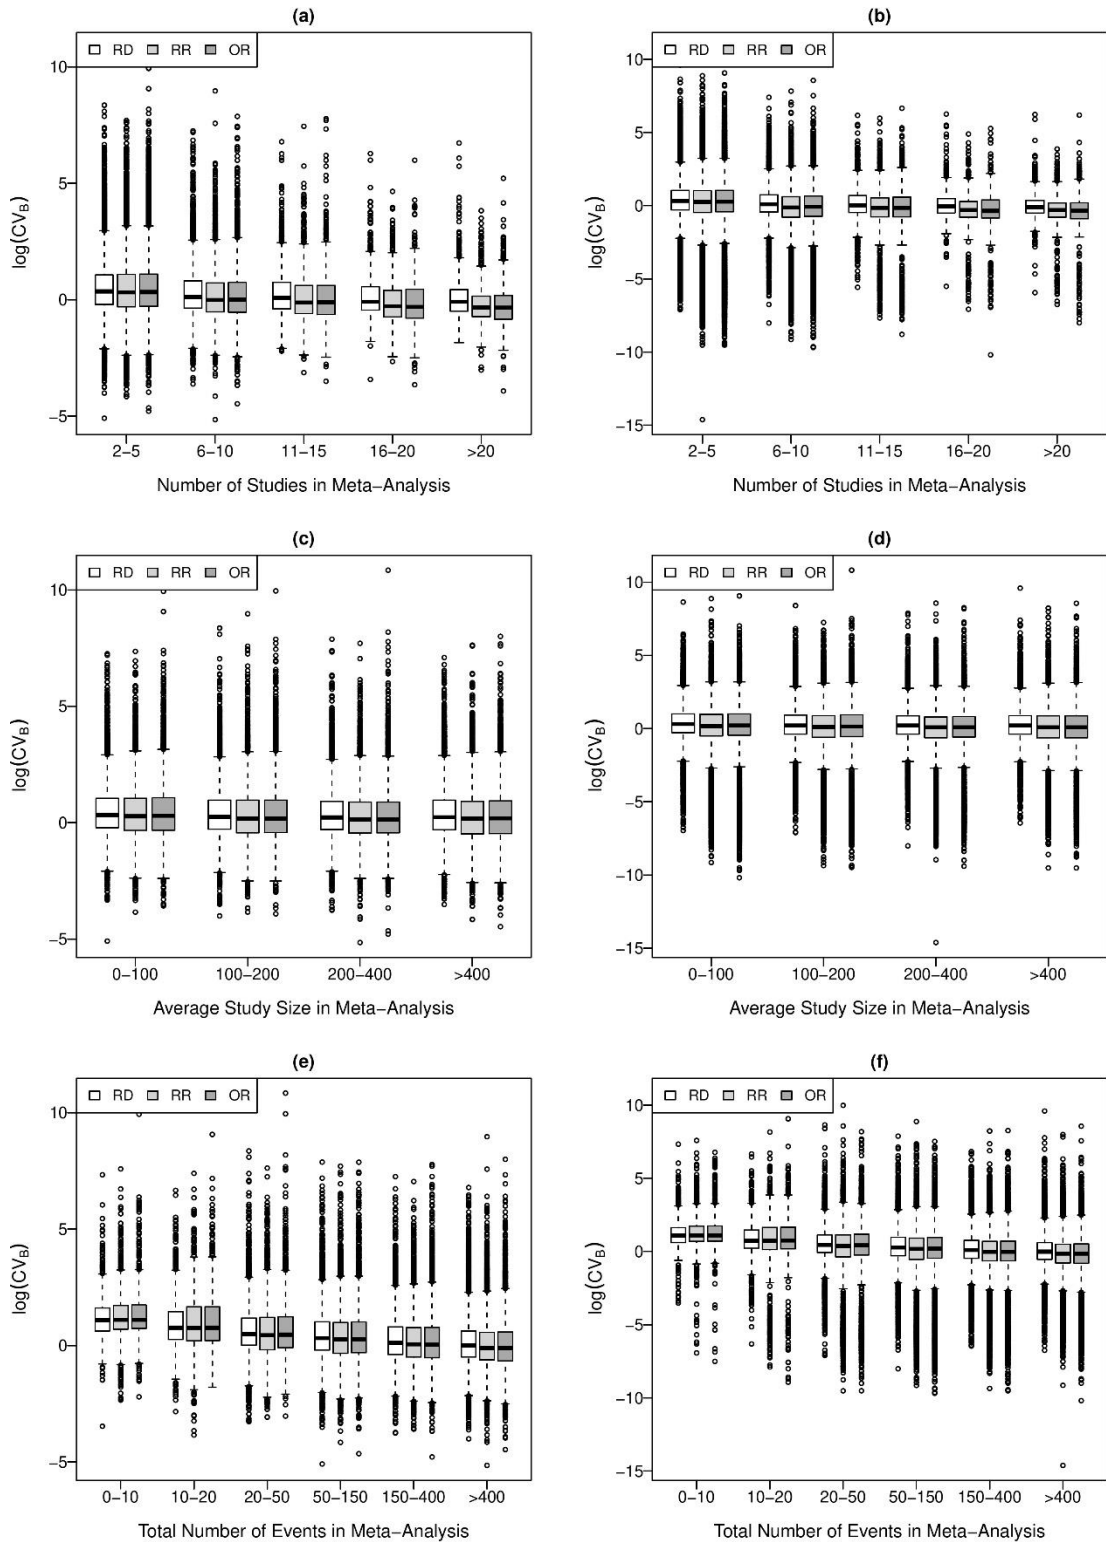 (a)
RD RR OR
10
5
0
−5
log(CV_B)
2−5 6−10 11−15 16−20 >20
Number of Studies in Meta−Analysis
(b)
RD RR OR
10
5
0
−5
−10
−15
log(CV_B)
2−5 6−10 11−15 16−20 >20
Number of Studies in Meta−Analysis
(c)
RD RR OR
10
5
0
−5
log(CV_B)
0−100 100−200 200−400 >400
Average Study Size in Meta−Analysis
(d)
RD RR OR
10
5
0
−5
−10
−15
log(CV_B)
0−100 100−200 200−400 >400
Average Study Size in Meta−Analysis
(e)
RD RR OR
10
5
0
−5
log(CV_B)
0−10 10−20 20−50 50−150 150−400 >400
Total Number of Events in Meta−Analysis
(f)
RD RR OR
10
5
0
−5
−10
−15
log(CV_B)
0−10 10−20 20−50 50−150 150−400 >400
Total Number of Events in Meta−Analysis